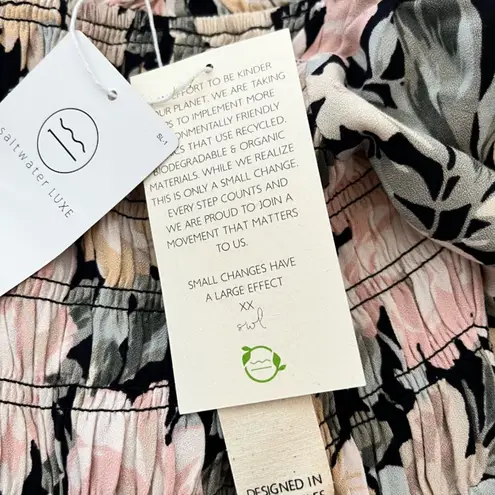 saltwater LUXE
SL-1
EFFORT TO BE KINDER
OUR PLANET. WE ARE TAKING
TO IMPLEMENT MORE
ENVIRONMENTALLY FRIENDLY
THAT USE RECYCLED,
BIODEGRADABLE & ORGANIC
MATERIALS. WHILE WE REALIZE
THIS IS ONLY A SMALL CHANGE,
EVERY STEP COUNTS AND
WE ARE PROUD TO JOIN A
MOVEMENT THAT MATTERS
TO US.
SMALL CHANGES HAVE
A LARGE EFFECT
XX
swl
DESIGNED IN